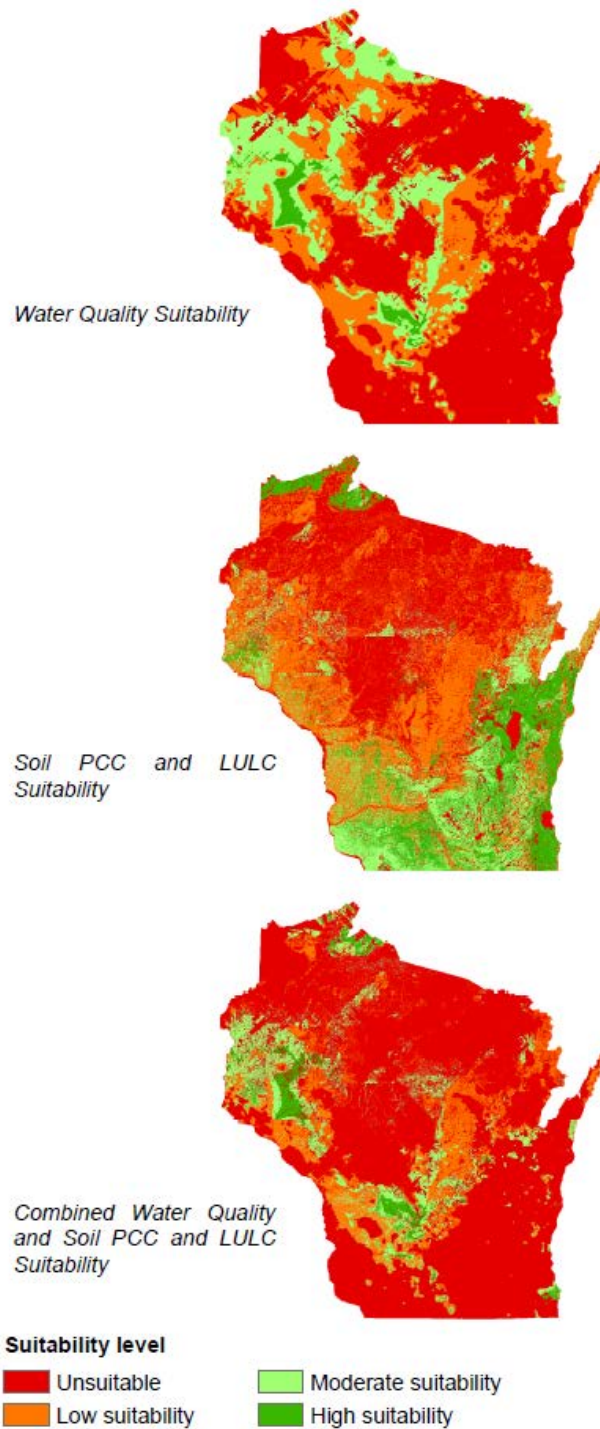 Water Quality Suitability
Soil PCC and LULC
Suitability
Combined Water Quality
and Soil PCC and LULC
Suitability
Suitability level
Unsuitable
Moderate suitability
Low suitability
High suitability